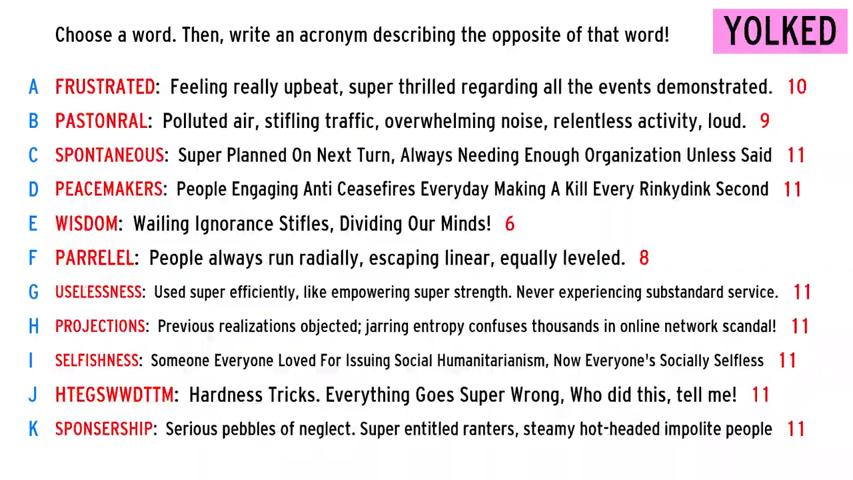 Choose a word. Then, write an acronym describing the opposite of that word!
YOLKED
A FRUSTRATED: Feeling really upbeat, super thrilled regarding all the events demonstrated. 10
B PASTONRAL: Polluted air, stifling traffic, overwhelming noise, relentless activity, loud. 9
C SPONTANEOUS: Super Planned On Next Turn, Always Needing Enough Organization Unless Said 11
D PEACEMAKERS: People Engaging Anti Ceasefires Everyday Making A Kill Every Rinkydink Second 11
E WISDOM: Wailing Ignorance Stifles, Dividing Our Minds! 6
F PARRELEL: People always run radially, escaping linear, equally leveled. 8
G USELESSNESS: Used super efficiently, like empowering super strength. Never experiencing substandard service. 11
H PROJECTIONS: Previous realizations objected; jarring entropy confuses thousands in online network scandal! 11
I SELFISHNESS: Someone Everyone Loved For Issuing Social Humanitarianism, Now Everyone's Socially Selfless 11
J HTEGSWWDTTM: Hardness Tricks. Everything Goes Super Wrong, Who did this, tell me! 11
K SPONSERSHIP: Serious pebbles of neglect. Super entitled ranters, steamy hot-headed impolite people 11